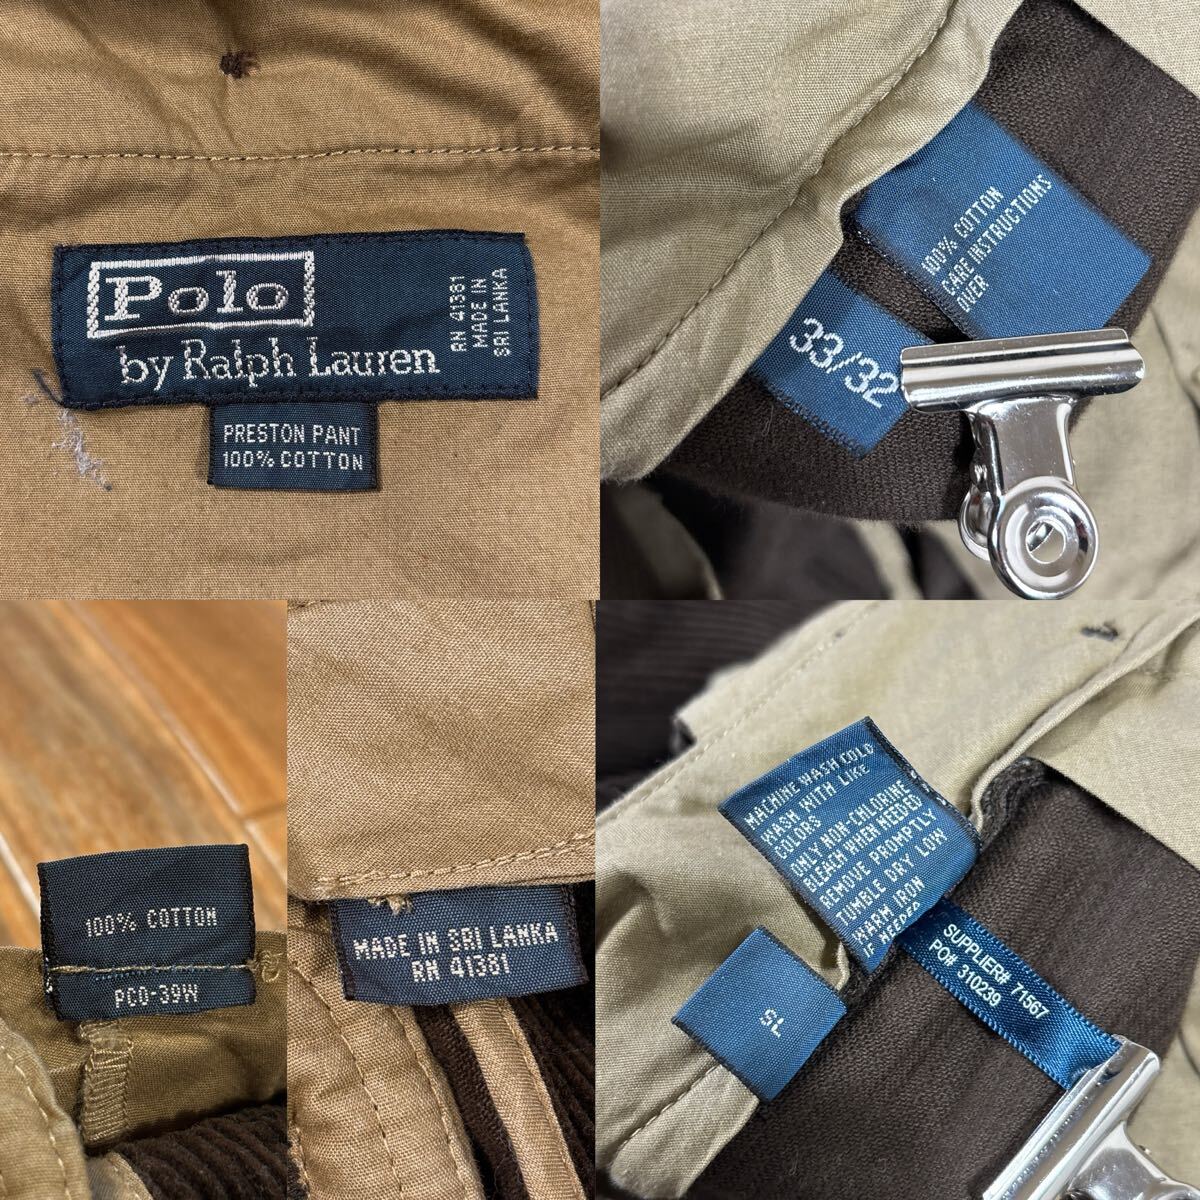 Polo
by Ralph Lauren
RN 41381
MADE IN
SRI LANKA
PRESTON PANT
100% COTTON
100% COTTON
CARE INSTRUCTIONS
OVER
33/32
100% COTTON
PCO-39W
MADE IN SRI LANKA
RN 41381
MACHINE WASH COLD
WASH WITH LIKE
COLORS
ONLY NON-CHLORINE
BLEACH WHEN NEEDED
REMOVE PROMPTLY
TUMBLE DRY LOW
WARM IRON
IF NEEDED
SUPPLIER# 71567
PO# 310239
SL